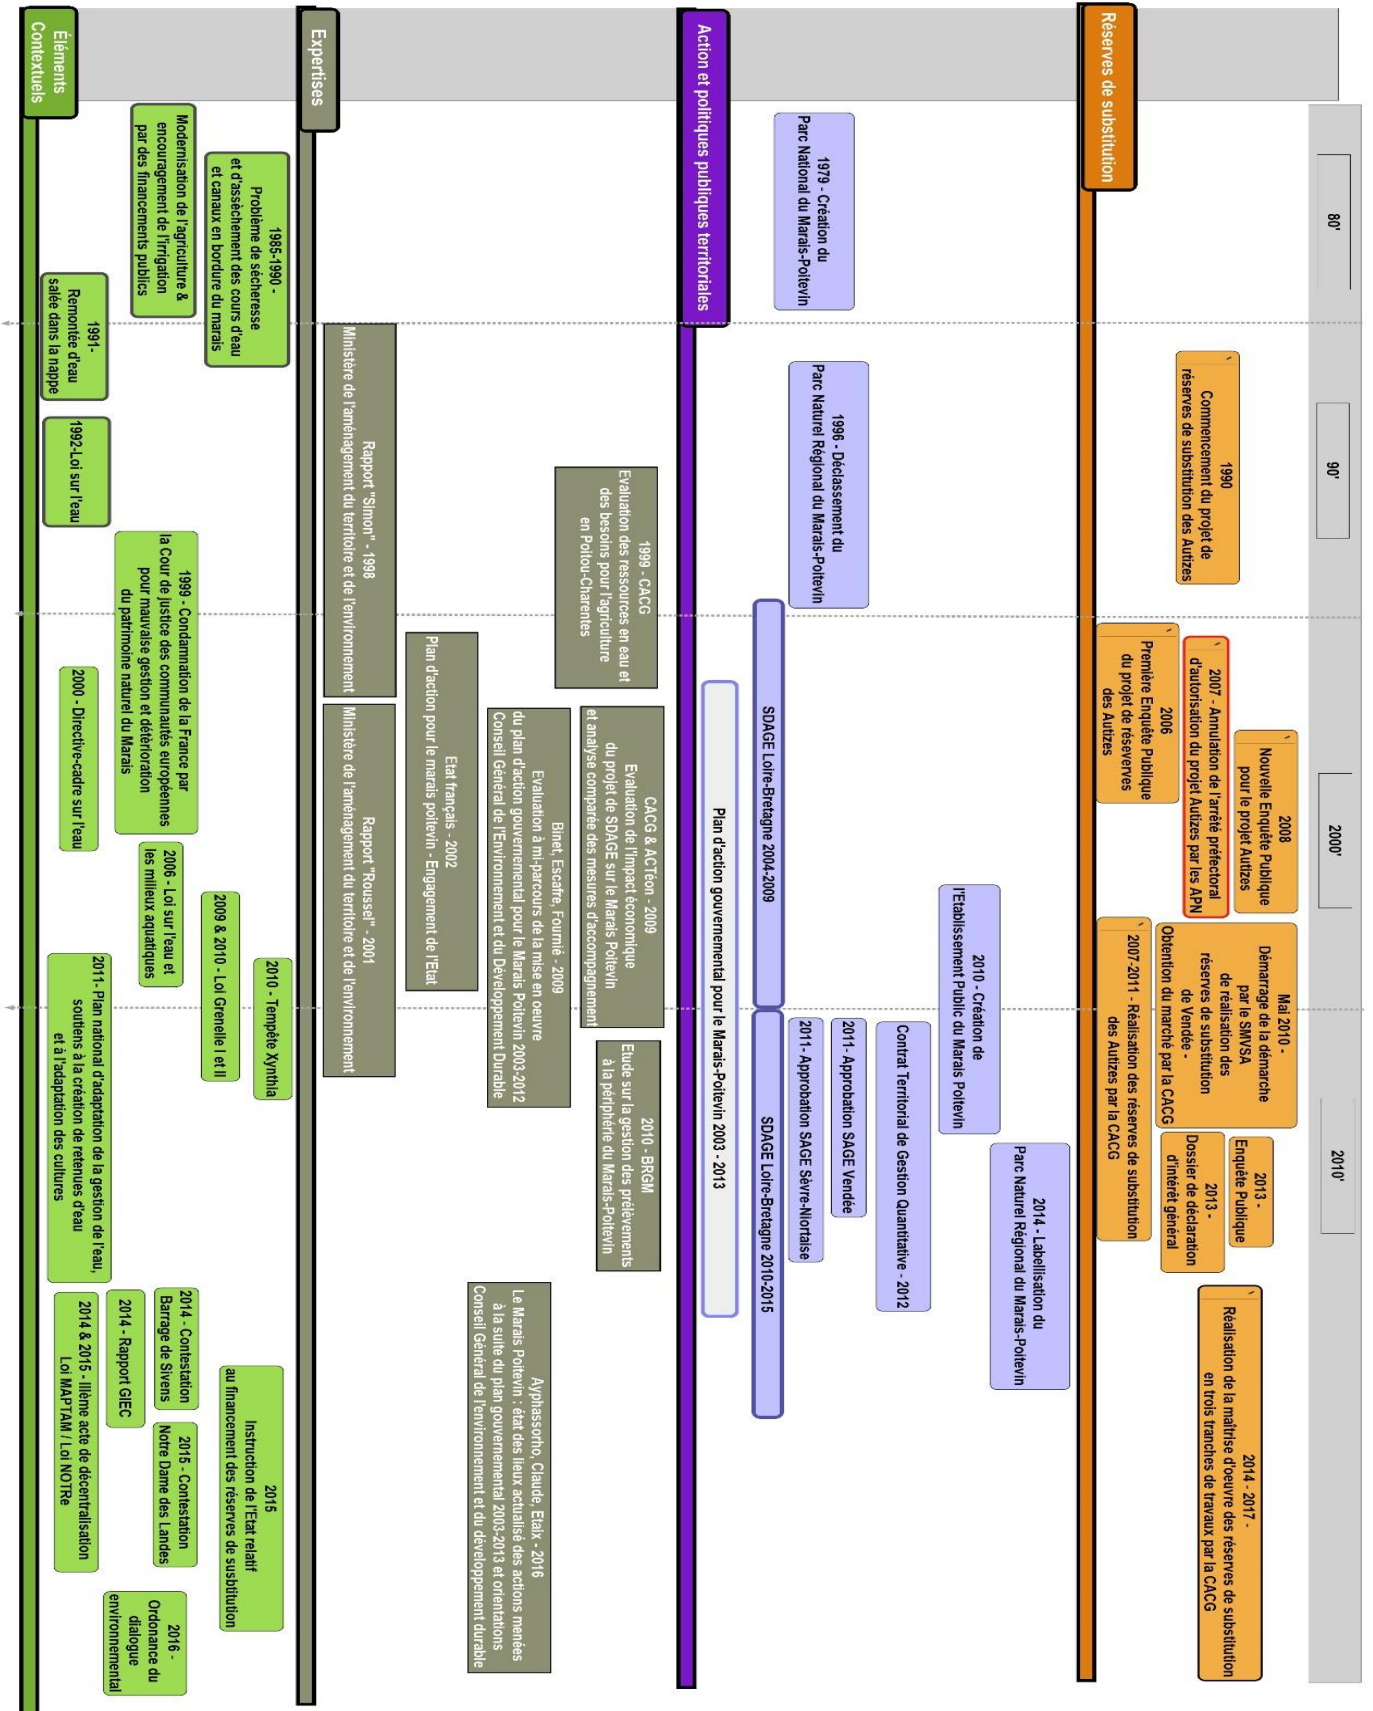 80'
90'
2000'
2010'
Réserves de substitution
1990
Commencement du projet de
réserves de substitution des Autizes
2008
Nouvelle Enquête Publique
pour le projet Autizes
2007 - Annulation de l'arrêté préfectoral
d'autorisation du projet Autizes par les APN
2006
Première Enquête Publique
du projet de réserves
des Autizes
Mai 2010 -
Démarrage de la démarche
par le SMVSA
de réalisation des
réserves de substitution
de Vendée -
Obtention du marché par la CACG
2007-2011 - Réalisation des réserves de substitution
des Autizes par la CACG
2013 -
Enquête Publique
2013 -
Dossier de déclaration
d'intérêt général
2014 - 2017 -
Réalisation de la maîtrise d'oeuvre des réserves de substitution
en trois tranches de travaux par la CACG
Action et politiques publiques territoriales
1979 - Création du
Parc National du Marais-Poitevin
1996 - Déclassement du
Parc Naturel Régional du Marais-Poitevin
2014 - Labellisation du
Parc Naturel Régional du Marais-Poitevin
2010 - Création de
l'Etablissement Public du Marais Poitevin
Contrat Territorial de Gestion Quantitative - 2012
2011- Approbation SAGE Vendée
2011- Approbation SAGE Sèvre-Niortaise
SDAGE Loire-Bretagne 2004-2009
SDAGE Loire-Bretagne 2010-2015
Plan d'action gouvernemental pour le Marais-Poitevin 2003 - 2013
Expertises
1999 - CACG
Evaluation des ressources en eau et
des besoins pour l'agriculture
en Poitou-Charentes
CACG & ACTéon - 2009
Evaluation de l'impact économique
du projet de SDAGE sur le Marais Poitevin
et analyse comparée des mesures d'accompagnement
2010 - BRGM
Etude sur la gestion des prélèvements
à la périphérie du Marais-Poitevin
Binet, Escafre, Fournié - 2009
Evaluation à mi-parcours de la mise en oeuvre
du plan d'action gouvernemental pour le Marais Poitevin 2003-2012
Conseil Général de l'Environnement et du Développement Durable
Ayphassorho, Claude, Etaix - 2016
Le Marais Poitevin : état des lieux actualisé des actions menées
à la suite du plan gouvernemental 2003-2013 et orientations
Conseil Général de l'environnement et du développement durable
Etat français - 2002
Plan d'action pour le marais poitevin - Engagement de l'Etat
Rapport "Simon" - 1998
Ministère de l'aménagement du territoire et de l'environnement
Rapport "Roussel" - 2001
Ministère de l'aménagement du territoire et de l'environnement
Éléments
Contextuels
1985-1990 -
Problème de sécheresse
et d'assèchement des cours d'eau
et canaux en bordure du marais
Modernisation de l'agriculture &
encouragement de l'irrigation
par des financements publics
1991-
Remontée d'eau
salée dans la nappe
1992-Loi sur l'eau
1999 - Condamnation de la France par
la Cour de justice des communautés européennes
pour mauvaise gestion et détérioration
du patrimoine naturel du Marais
2000 - Directive-cadre sur l'eau
2006 - Loi sur l'eau et
les milieux aquatiques
2009 & 2010 - Loi Grenelle I et II
2010 - Tempête Xynthia
2011- Plan national d'adaptation de la gestion de l'eau,
soutiens à la création de retenues d'eau
et à l'adaptation des cultures
2015
Instruction de l'Etat relatif
au financement des réserves de susbtitution
2014 - Contestation
Barrage de Sivens
2015 - Contestation
Notre Dame des Landes
2014 - Rapport GIEC
2014 & 2015 - IIIème acte de décentralisation
Loi MAPTAM / Loi NOTRe
2016 -
Ordonance du
dialogue
environnemental